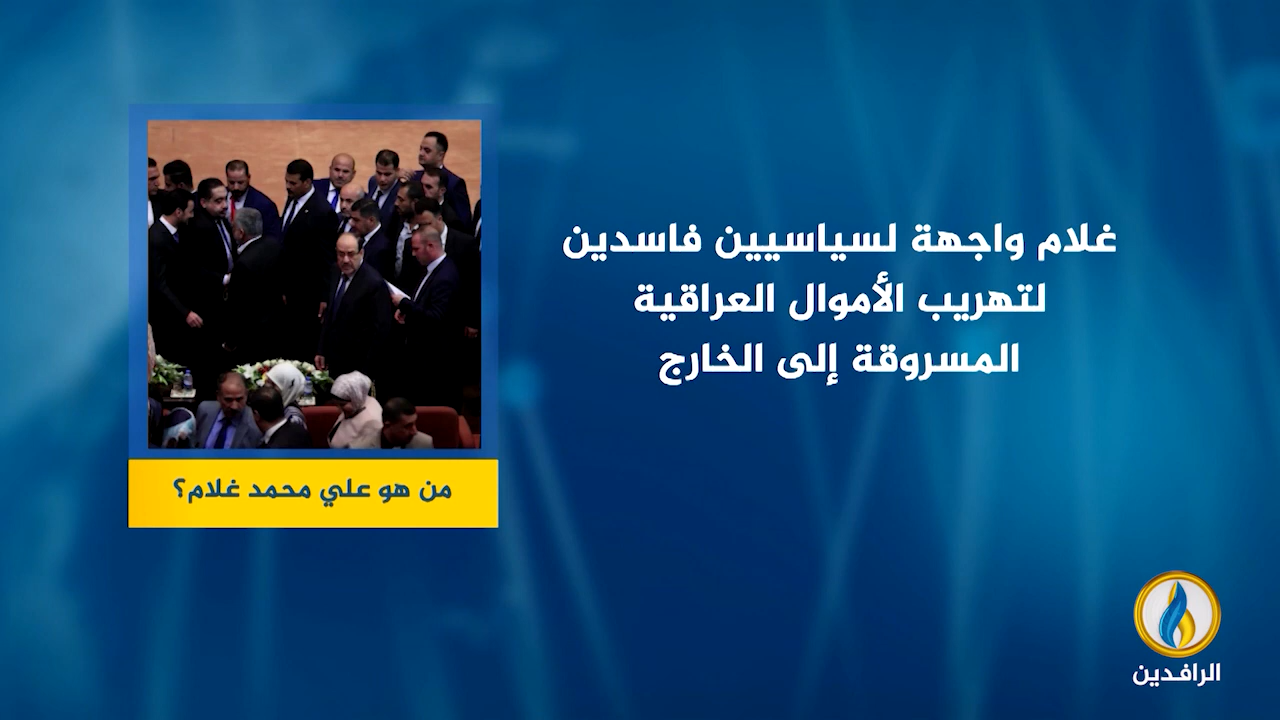 غلام واجهة لسياسيين فاسدين
لتهريب الأموال العراقية
المسروقة إلى الخارج
من هو علي محمد غلام؟
الرافدين